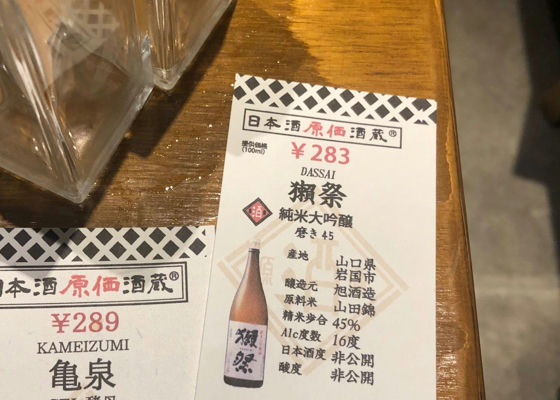 日本酒原価酒蔵®
提供価格
(100ml)
￥283
DASSAI
獺祭
酒
純米大吟醸
磨き45
産地 山口県
岩国市
醸造元 旭酒造
原料米 山田錦
精米歩合 45%
Alc度数 16度
日本酒度 非公開
酸度 非公開
獺祭
日本酒原価酒蔵®
￥289
KAMEIZUMI
亀泉